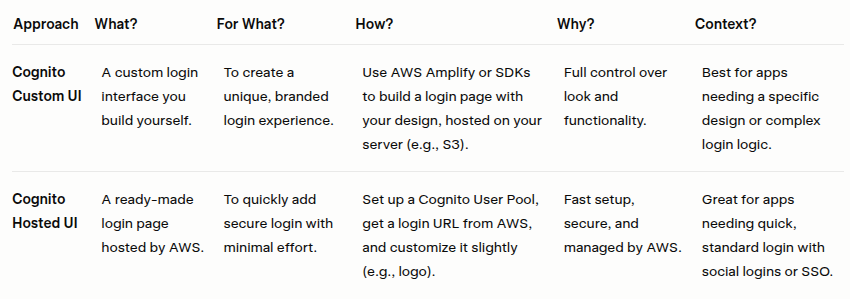 Approach What? For What? How? Why? Context?
Cognito A custom login To create a Use AWS Amplify or SDKs Full control over Best for apps
Custom UI interface you unique, branded to build a login page with look and needing a specific
build yourself. login experience. your design, hosted on your functionality. design or complex
server (e.g., S3). login logic.
Cognito A ready-made To quickly add Set up a Cognito User Pool, Fast setup, Great for apps
Hosted UI login page secure login with get a login URL from AWS, secure, and needing quick,
hosted by AWS. minimal effort. and customize it slightly managed by AWS. standard login with
(e.g., logo). social logins or SSO.